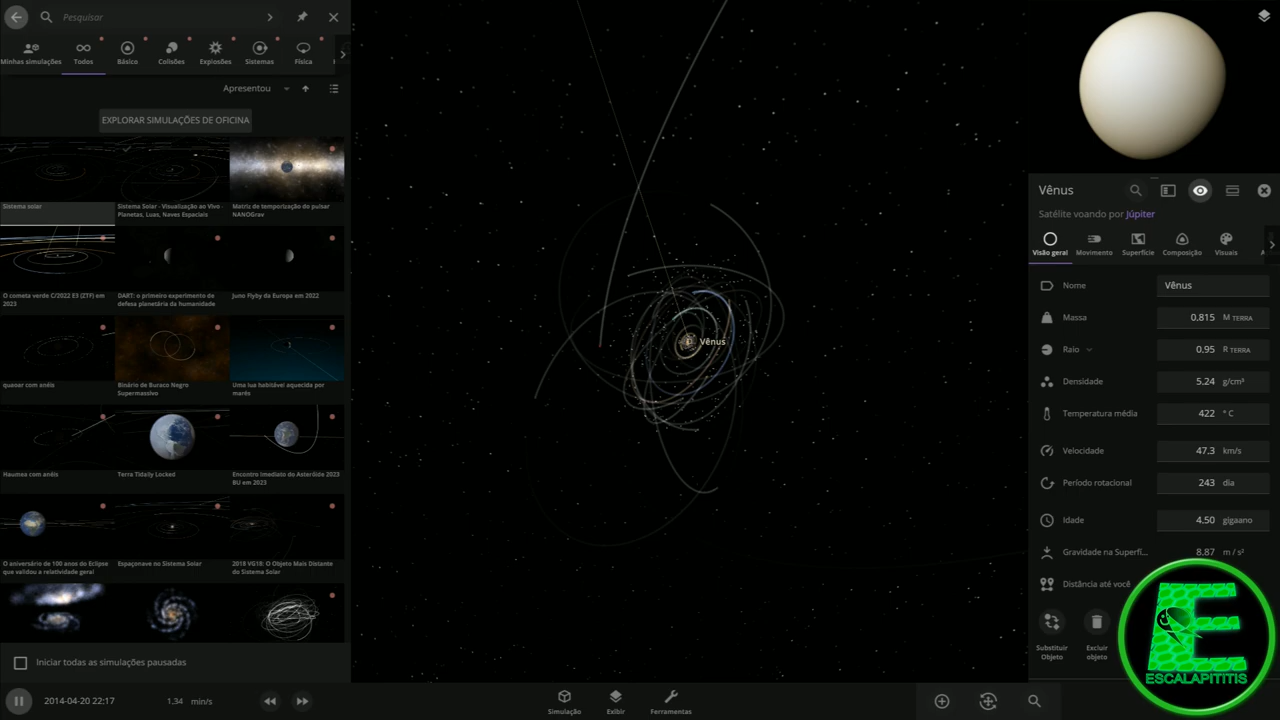 Pesquisar
Minhas simulações
Todos
Básico
Colisões
Explosões
Sistemas
Física
Apresentou
EXPLORAR SIMULAÇÕES DE OFICINA
Sistema solar
Sistema Solar - Visualização ao Vivo -
Planetas, Luas, Naves Espaciais
Matriz de temporização do pulsar
NANOGrav
O cometa verde C/2022 E3 (ZTF) em
2023
DART: o primeiro experimento de
defesa planetária da humanidade
Juno Flyby da Europa em 2022
quaoar com anéis
Binário de Buraco Negro
Supermassivo
Uma lua habitável aquecida por
marés
Haumea com anéis
Terra Tidally Locked
Encontro Imediato do Asteróide 2023
BU em 2023
O aniversário de 100 anos do Eclipse
que validou a relatividade geral
Espaçonave no Sistema Solar
2018 VG18: O Objeto Mais Distante
do Sistema Solar
Iniciar todas as simulações pausadas
2014-04-20 22:17
1,34 min/s
Vênus
Simulação
Exibir
Ferramentas
Vênus
Satélite voando por Júpiter
Visão geral
Movimento
Superfície
Composição
Visuais
Nome Vênus
Massa 0,815 M TERRA
Raio 0,95 R TERRA
Densidade 5,24 g/cm³
Temperatura média 422 ° C
Velocidade 47,3 km/s
Período rotacional 243 dia
Idade 4,50 gigaano
Gravidade na Superfí... 8,87 m / s²
Distância até você
Substituir
Objeto
Excluir
objeto
E
ESCALAPITITIS